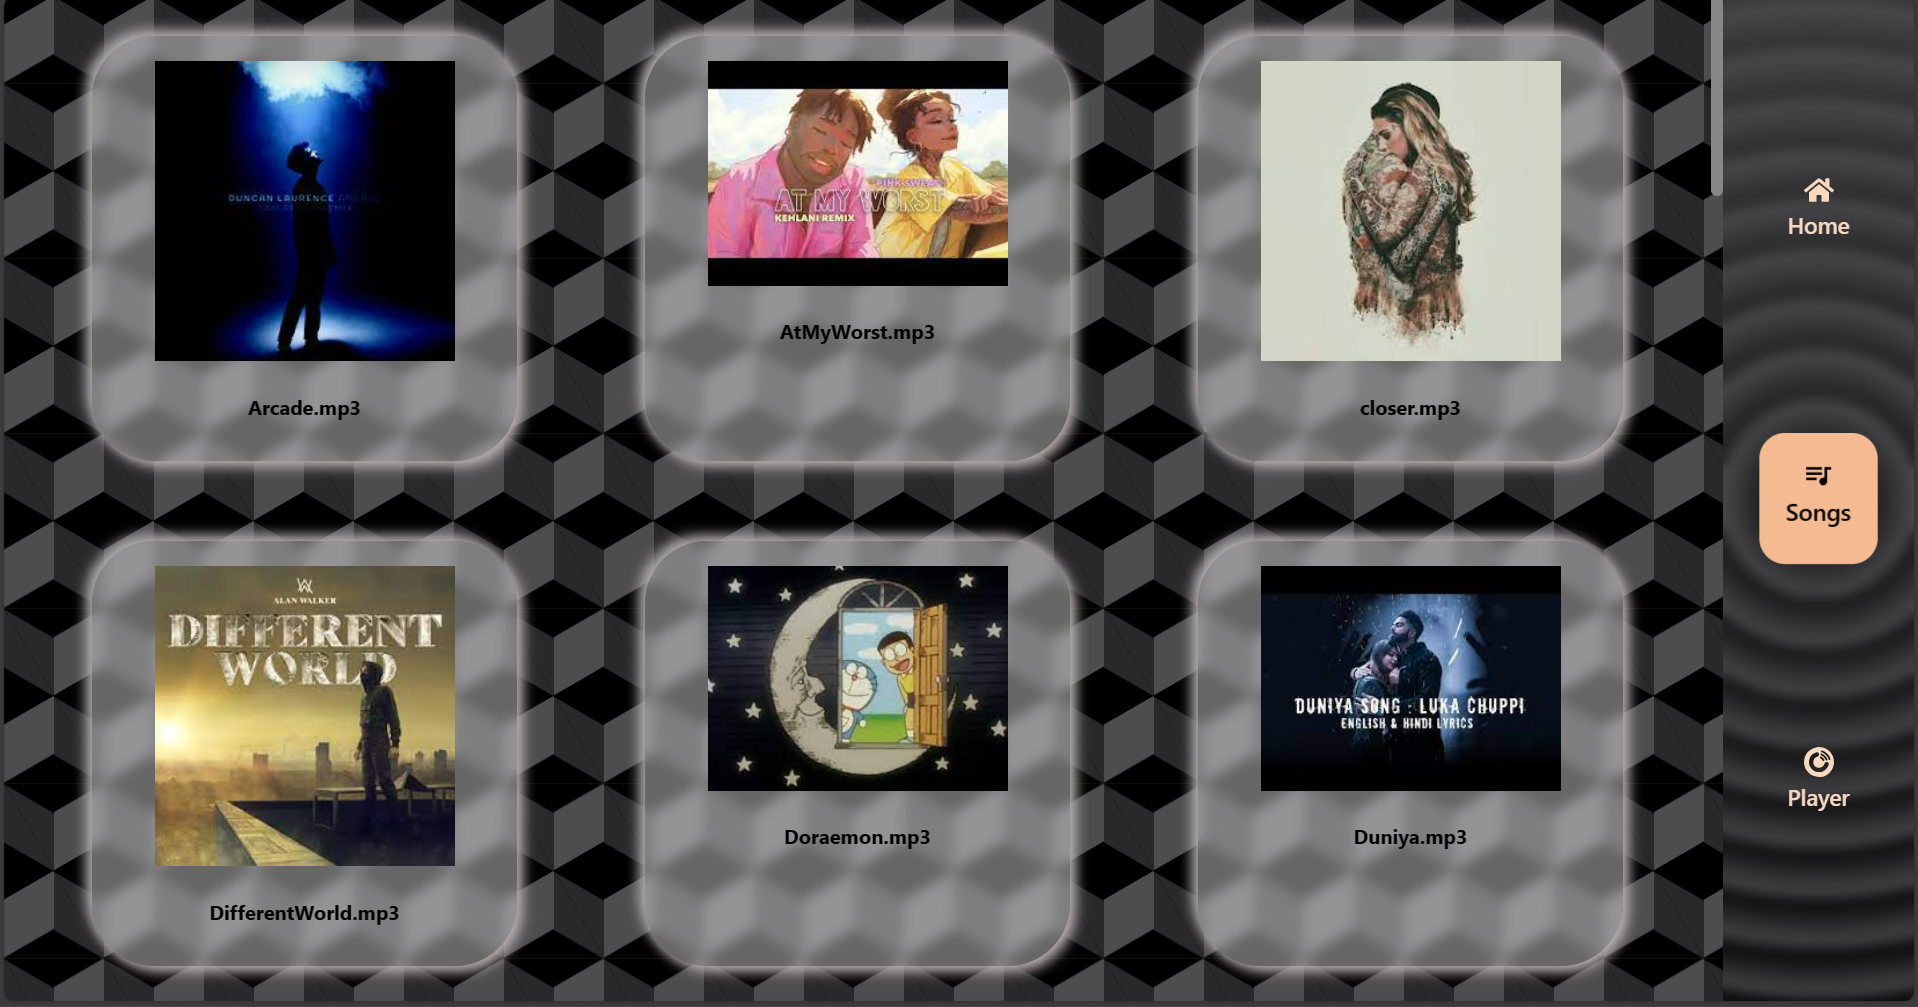 DUNCAN LAURENCE ARCADE
Arcade.mp3
PINK SWEAT$
AT MY WORST
KEHLANI REMIX
AtMyWorst.mp3
closer.mp3
Home
Songs
Player
ALAN WALKER
DIFFERENT
WORLD
DifferentWorld.mp3
Doraemon.mp3
DUNIYA SONG : LUKA CHUPPI
ENGLISH & HINDI LYRICS
Duniya.mp3